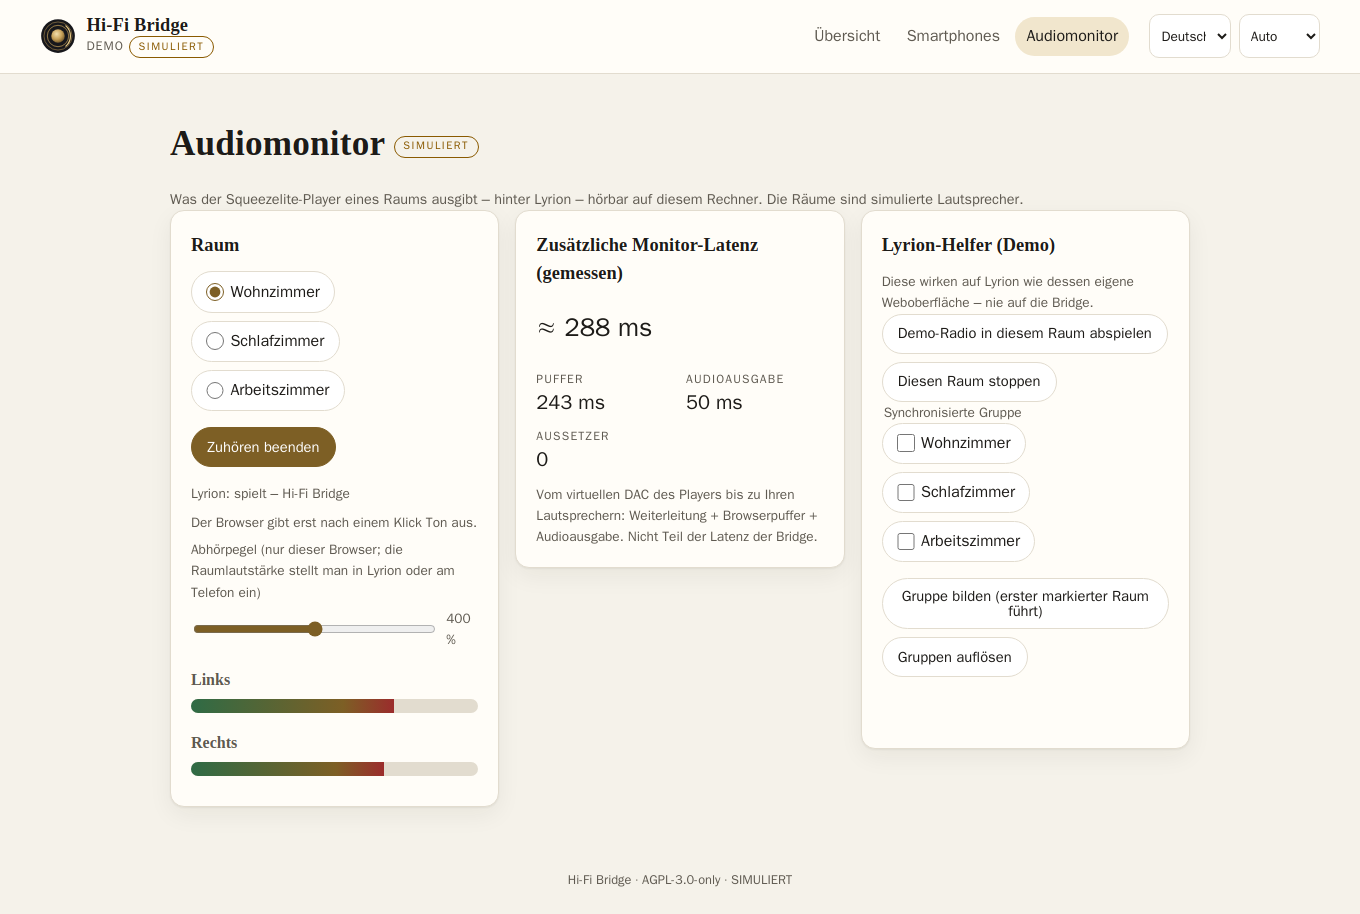 Hi-Fi Bridge
DEMO SIMULIERT
Übersicht Smartphones Audiomonitor Deutsch Auto
Audiomonitor SIMULIERT
Was der Squeezelite-Player eines Raums ausgibt – hinter Lyrion – hörbar auf diesem Rechner. Die Räume sind simulierte Lautsprecher.
Raum
Wohnzimmer
Schlafzimmer
Arbeitszimmer
Zuhören beenden
Lyrion: spielt – Hi-Fi Bridge
Der Browser gibt erst nach einem Klick Ton aus.
Abhörpegel (nur dieser Browser; die
Raumlautstärke stellt man in Lyrion oder am
Telefon ein)
400
%
Links
Rechts
Zusätzliche Monitor-Latenz
(gemessen)
≈ 288 ms
PUFFER AUDIOAUSGABE
243 ms 50 ms
AUSSETZER
0
Vom virtuellen DAC des Players bis zu Ihren
Lautsprechern: Weiterleitung + Browserpuffer +
Audioausgabe. Nicht Teil der Latenz der Bridge.
Lyrion-Helfer (Demo)
Diese wirken auf Lyrion wie dessen eigene
Weboberfläche – nie auf die Bridge.
Demo-Radio in diesem Raum abspielen
Diesen Raum stoppen
Synchronisierte Gruppe
Wohnzimmer
Schlafzimmer
Arbeitszimmer
Gruppe bilden (erster markierter Raum
führt)
Gruppen auflösen
Hi-Fi Bridge · AGPL-3.0-only · SIMULIERT